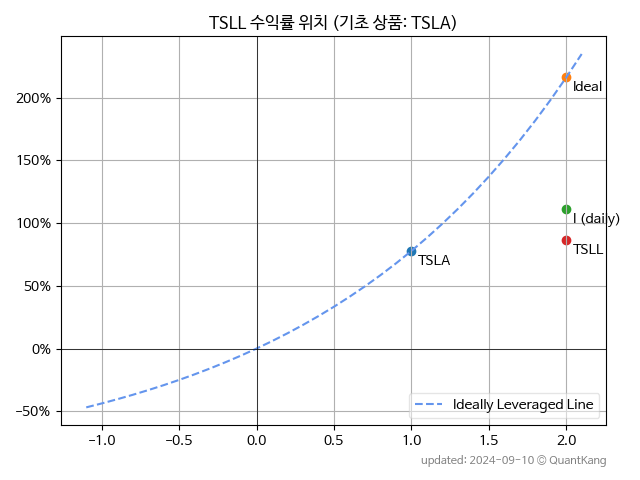 TSLL 수익률 위치 (기초 상품: TSLA)
200%
150%
100%
50%
0%
−50%
Ideal
I (daily)
TSLL
TSLA
Ideally Leveraged Line
−1.0 −0.5 0.0 0.5 1.0 1.5 2.0
updated: 2024-09-10 © QuantKang